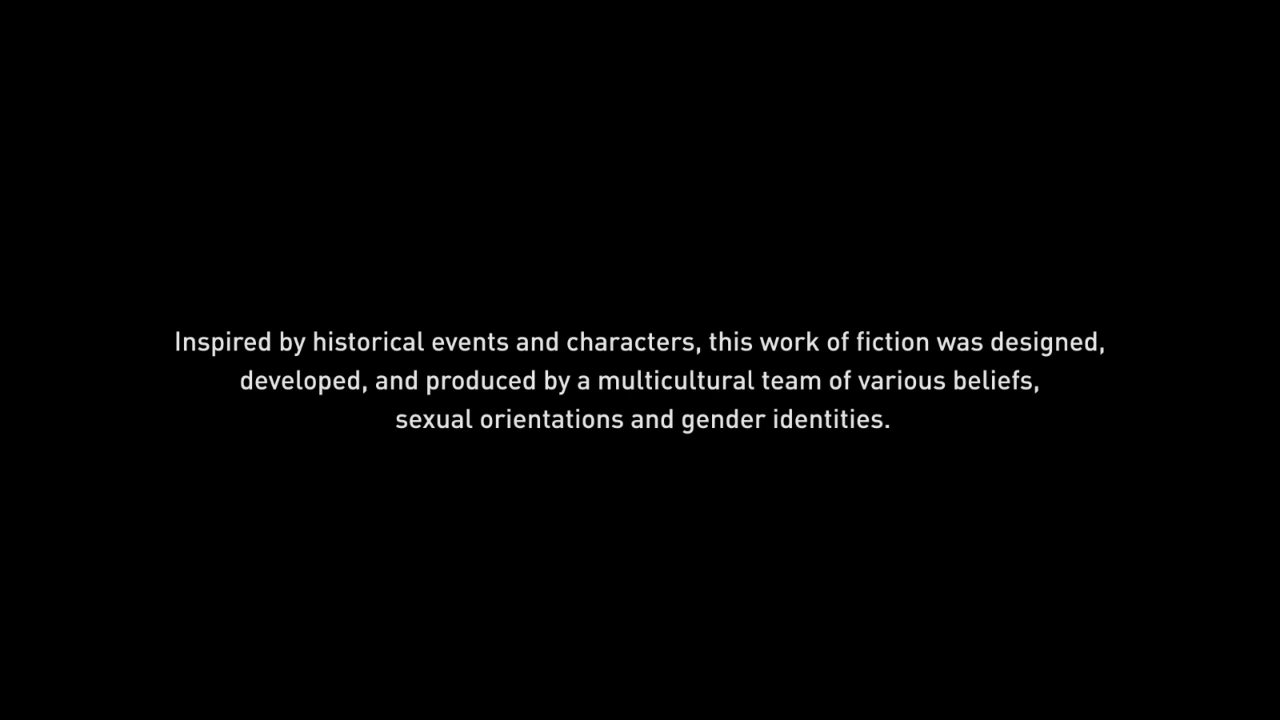 Inspired by historical events and characters, this work of fiction was designed,
developed, and produced by a multicultural team of various beliefs,
sexual orientations and gender identities.